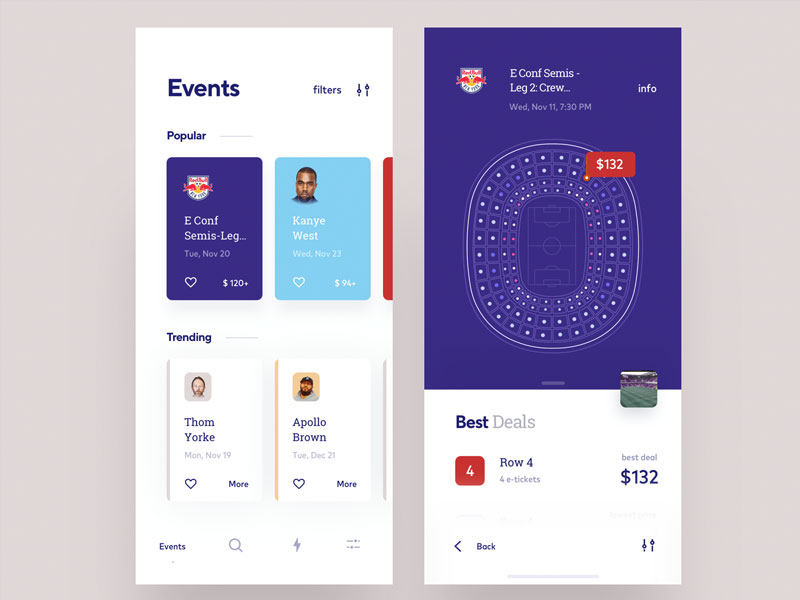 Events
filters
Popular
E Conf
Semis-Leg...
Tue, Nov 20
$ 120+
Kanye
West
Wed, Nov 23
$ 94+
Trending
Thom
Yorke
Mon, Nov 19
More
Apollo
Brown
Tue, Dec 21
More
Events
RedBull
E Conf Semis -
Leg 2: Crew...
info
Wed, Nov 11, 7:30 PM
$132
Best Deals
4
Row 4
4 e-tickets
best deal
$132
Back